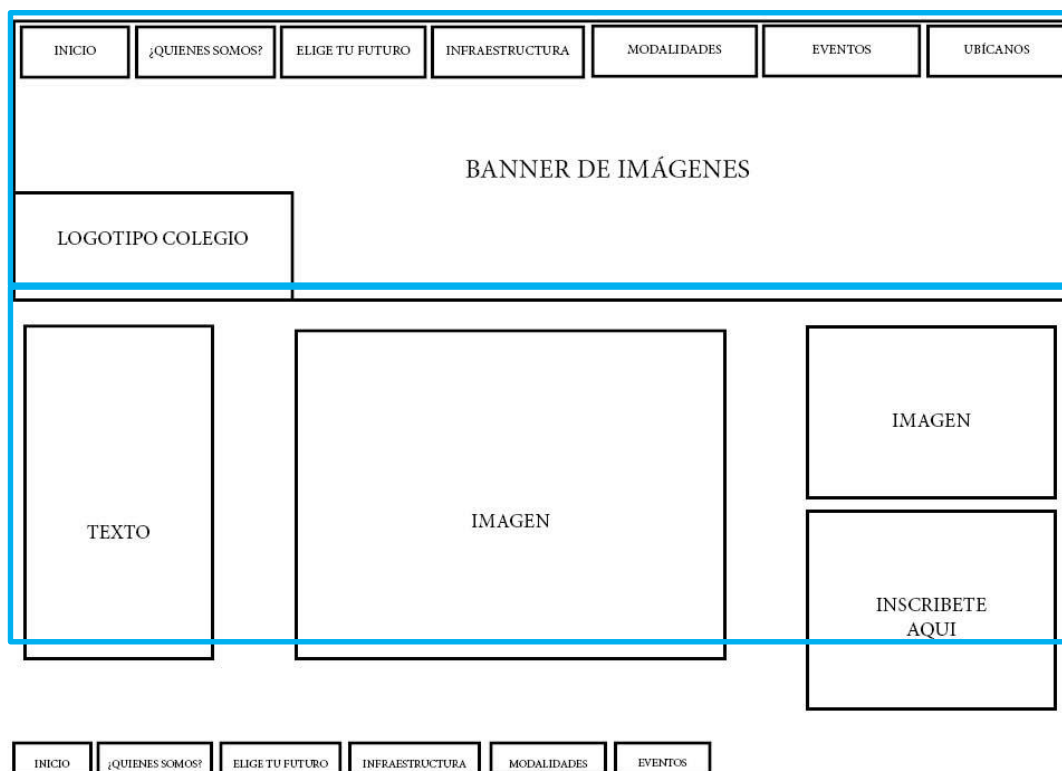 INICIO
¿QUIENES SOMOS?
ELIGE TU FUTURO
INFRAESTRUCTURA
MODALIDADES
EVENTOS
UBÍCANOS
BANNER DE IMÁGENES
LOGOTIPO COLEGIO
TEXTO
IMAGEN
IMAGEN
INSCRIBETE
AQUI
INICIO
¿QUIENES SOMOS?
ELIGE TU FUTURO
INFRAESTRUCTURA
MODALIDADES
EVENTOS